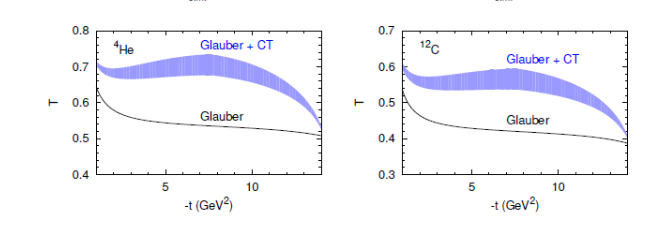 0.8
0.7
0.6
0.5
0.4
T
⁴He
Glauber + CT
Glauber
5
10
-t (GeV²)
0.7
0.6
0.5
0.4
0.3
T
¹²C
Glauber + CT
Glauber
5
10
-t (GeV²)